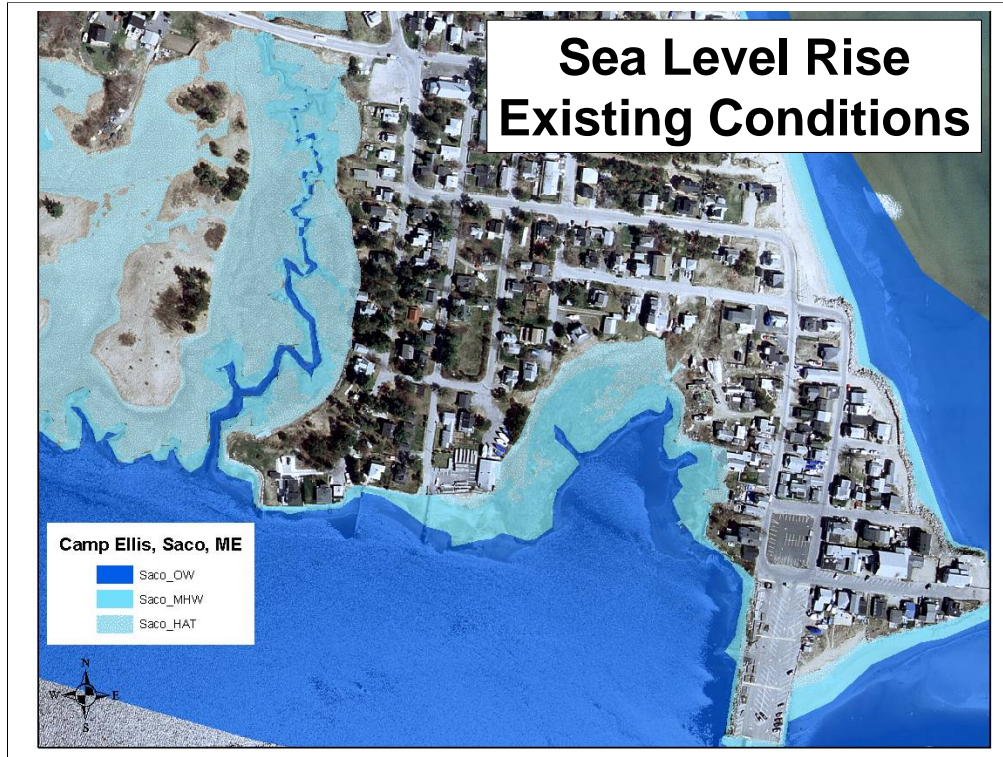 Sea Level Rise
Existing Conditions
Camp Ellis, Saco, ME
Saco_OW
Saco_MHW
Saco_HAT
N
W E
S